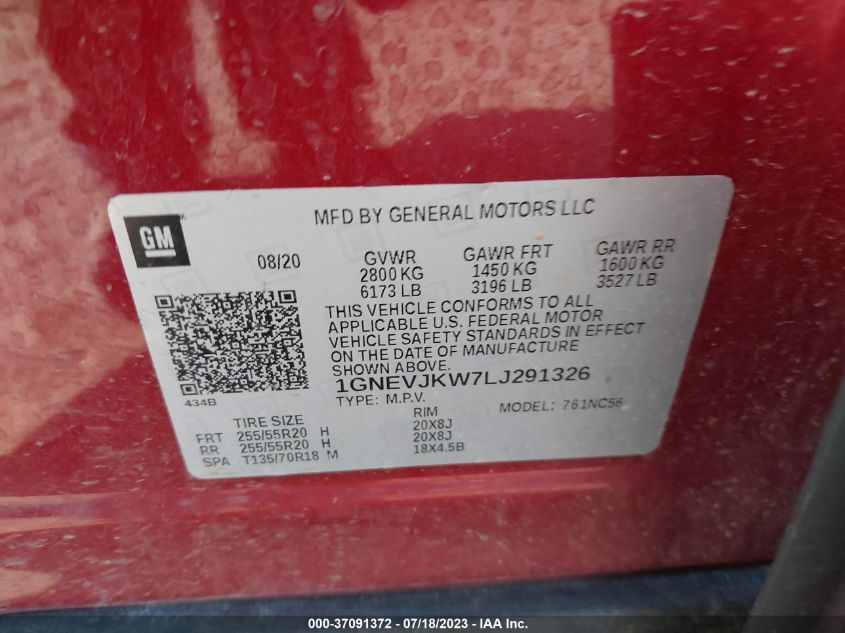 GM
MFD BY GENERAL MOTORS LLC
08/20 GVWR GAWR FRT GAWR RR
2800 KG 1450 KG 1600 KG
6173 LB 3196 LB 3527 LB
THIS VEHICLE CONFORMS TO ALL
APPLICABLE U.S. FEDERAL MOTOR
VEHICLE SAFETY STANDARDS IN EFFECT
ON THE DATE OF MANUFACTURE
SHOWN ABOVE.
434B
1GNEVJKW7LJ291326
TYPE: M.P.V. MODEL: 761NC56
TIRE SIZE RIM
FRT 255/55R20 H 20X8J
RR 255/55R20 H 20X8J
SPA T135/70R18 M 18X4.5B
000-37091372 - 07/18/2023 - IAA Inc.